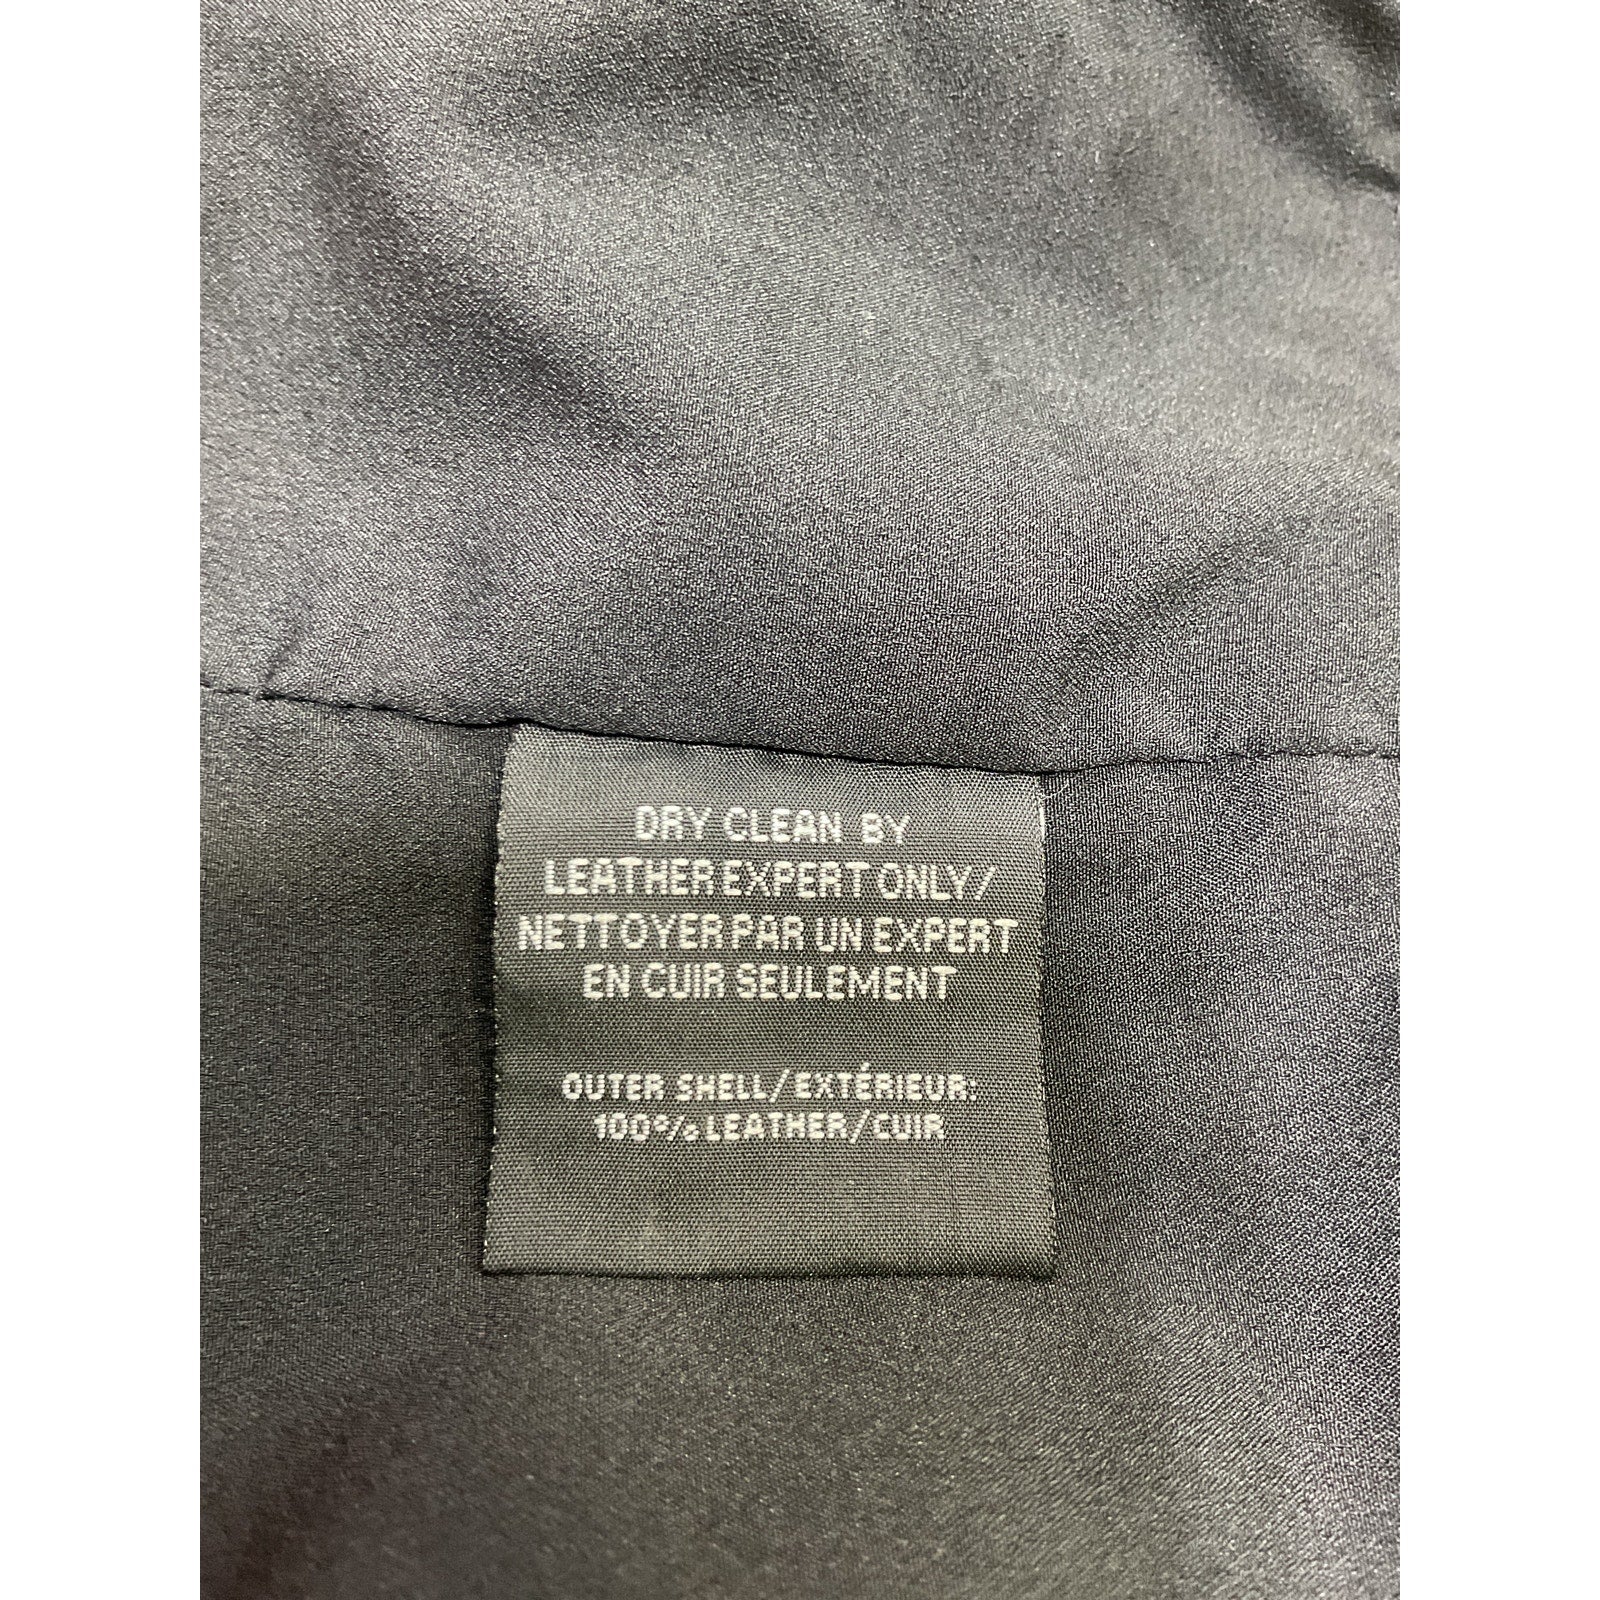 DRY CLEAN BY
LEATHER EXPERT ONLY/
NETTOYER PAR UN EXPERT
EN CUIR SEULEMENT
OUTER SHELL/EXTÉRIEUR:
100% LEATHER/CUIR